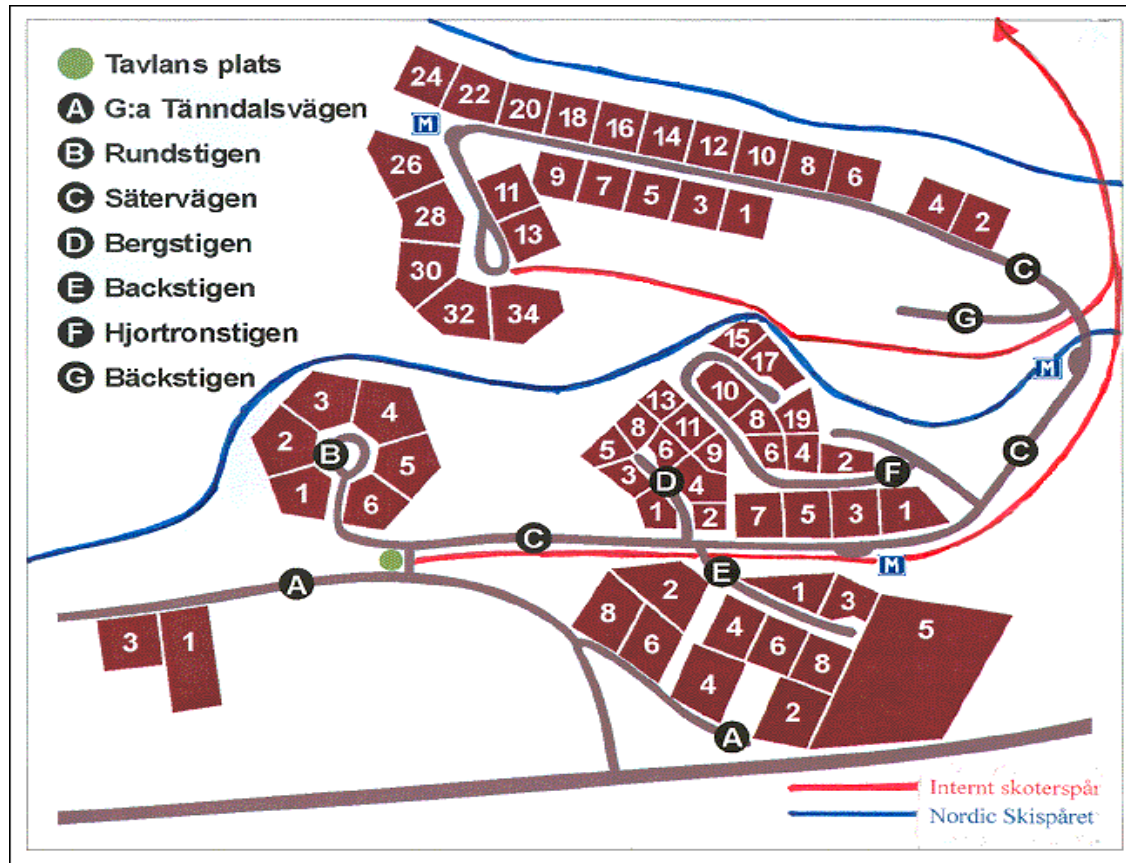 Tavlans plats
A G:a Tänndalsvägen
B Rundstigen
C Sätervägen
D Bergstigen
E Backstigen
F Hjortronstigen
G Bäckstigen
24 22 20 18 16 14 12 10 8 6 4 2
M
26 11 9 7 5 3 1
28 13
C
30
32 34
G
15 17
M
3 4
10
2 5
B
13 8 19
8 11
5 6 9 6 4 2
C
3 D 4 F
1 6
1 2 7 5 3 1
C
M
A
2 E 1 3
8 4 5
3 1 6 6 8
4 2
A
Internt skoterspår
Nordic Skispåret